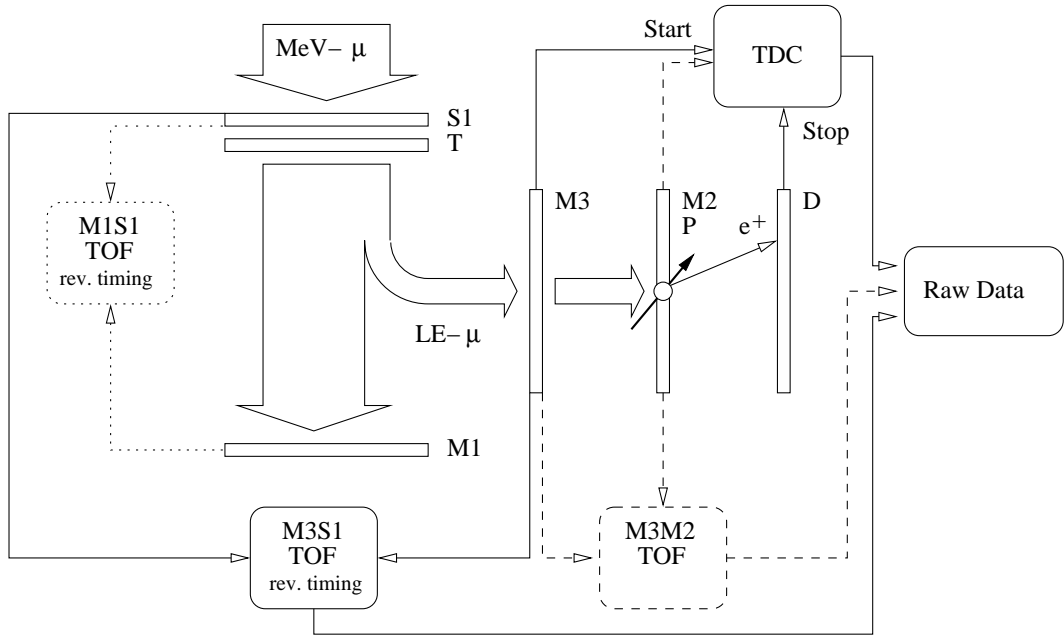 MeV– μ
Start
TDC
S1
T
Stop
M3
M2
P
D
e+
M1S1
TOF
rev. timing
Raw Data
LE– μ
M1
M3S1
TOF
rev. timing
M3M2
TOF